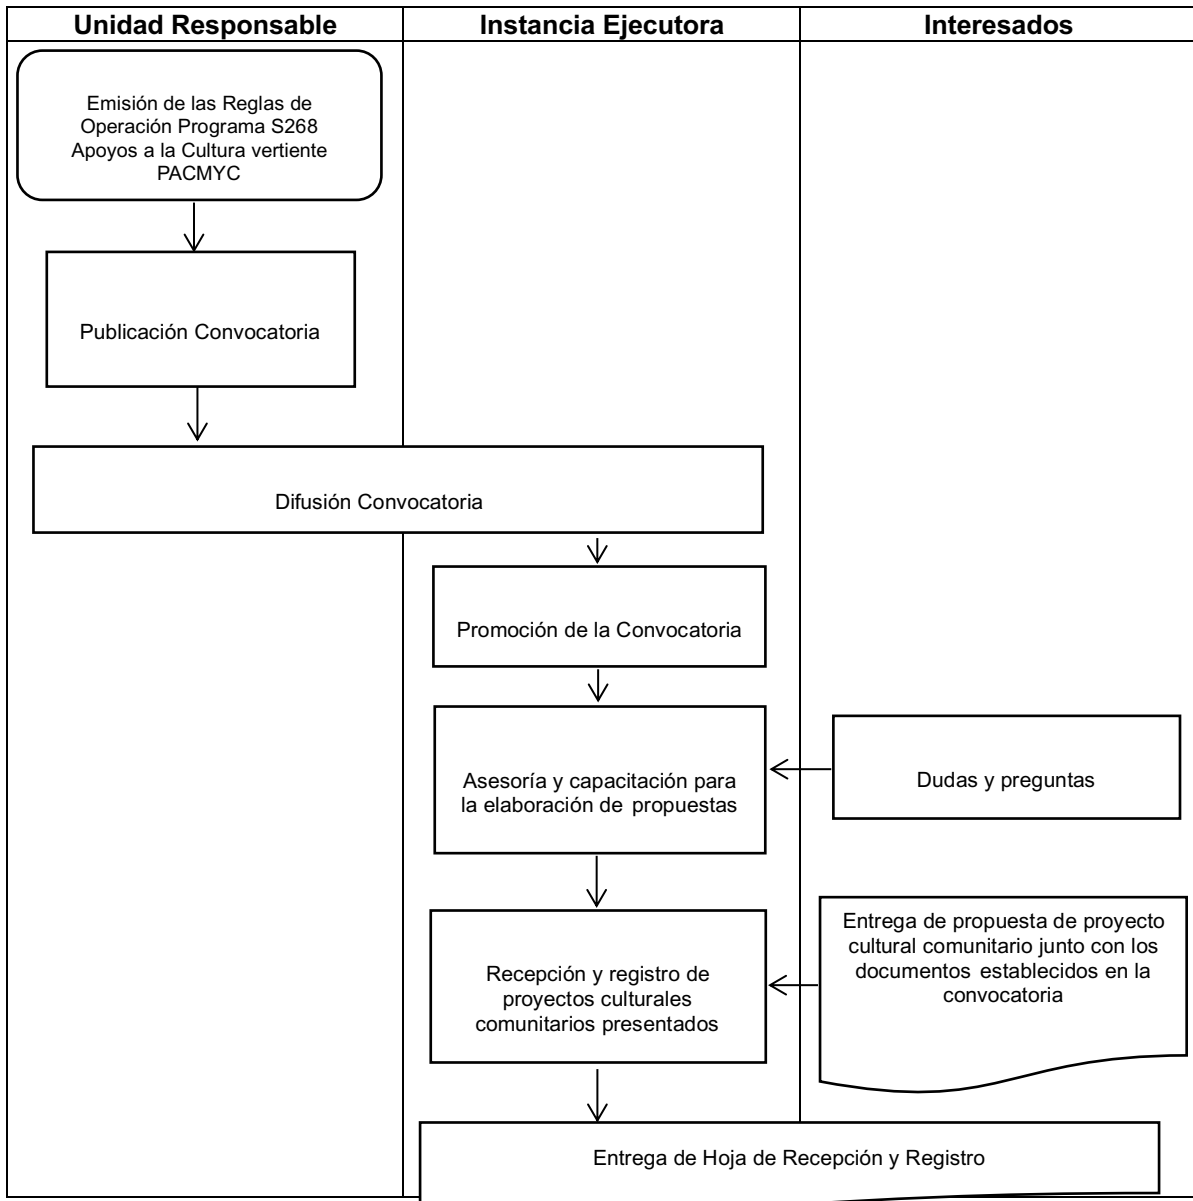 Unidad Responsable
Instancia Ejecutora
Interesados
Emisión de las Reglas de
Operación Programa S268
Apoyos a la Cultura vertiente
PACMYC
Publicación Convocatoria
Difusión Convocatoria
Promoción de la Convocatoria
Asesoría y capacitación para
la elaboración de propuestas
Dudas y preguntas
Recepción y registro de
proyectos culturales
comunitarios presentados
Entrega de propuesta de proyecto
cultural comunitario junto con los
documentos establecidos en la
convocatoria
Entrega de Hoja de Recepción y Registro